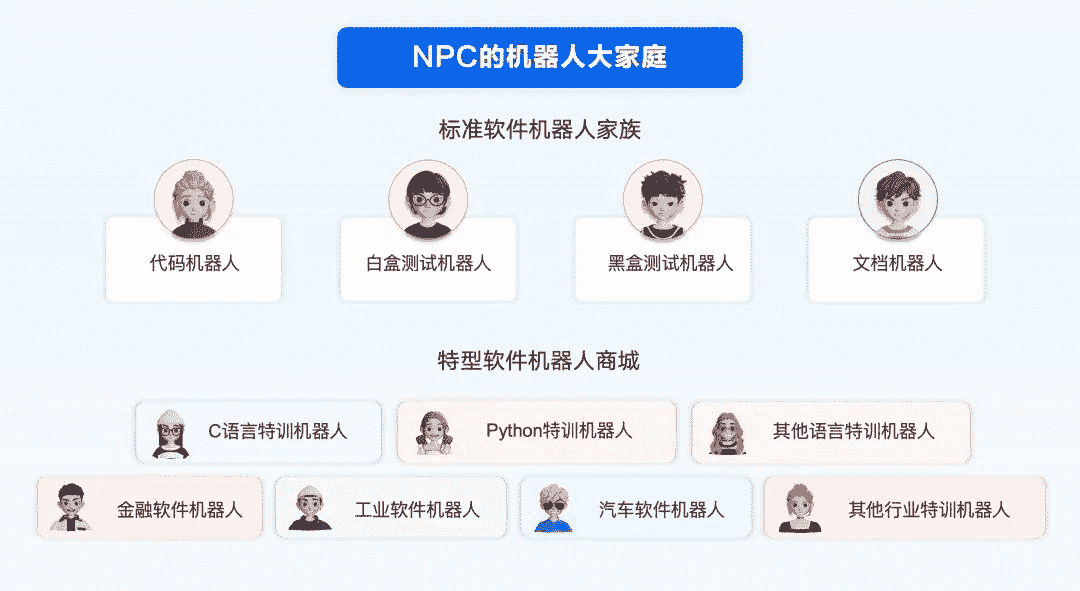 NPC的机器人大家庭
标准软件机器人家族
代码机器人
白盒测试机器人
黑盒测试机器人
文档机器人
特型软件机器人商城
C语言特训机器人
Python特训机器人
其他语言特训机器人
金融软件机器人
工业软件机器人
汽车软件机器人
其他行业特训机器人